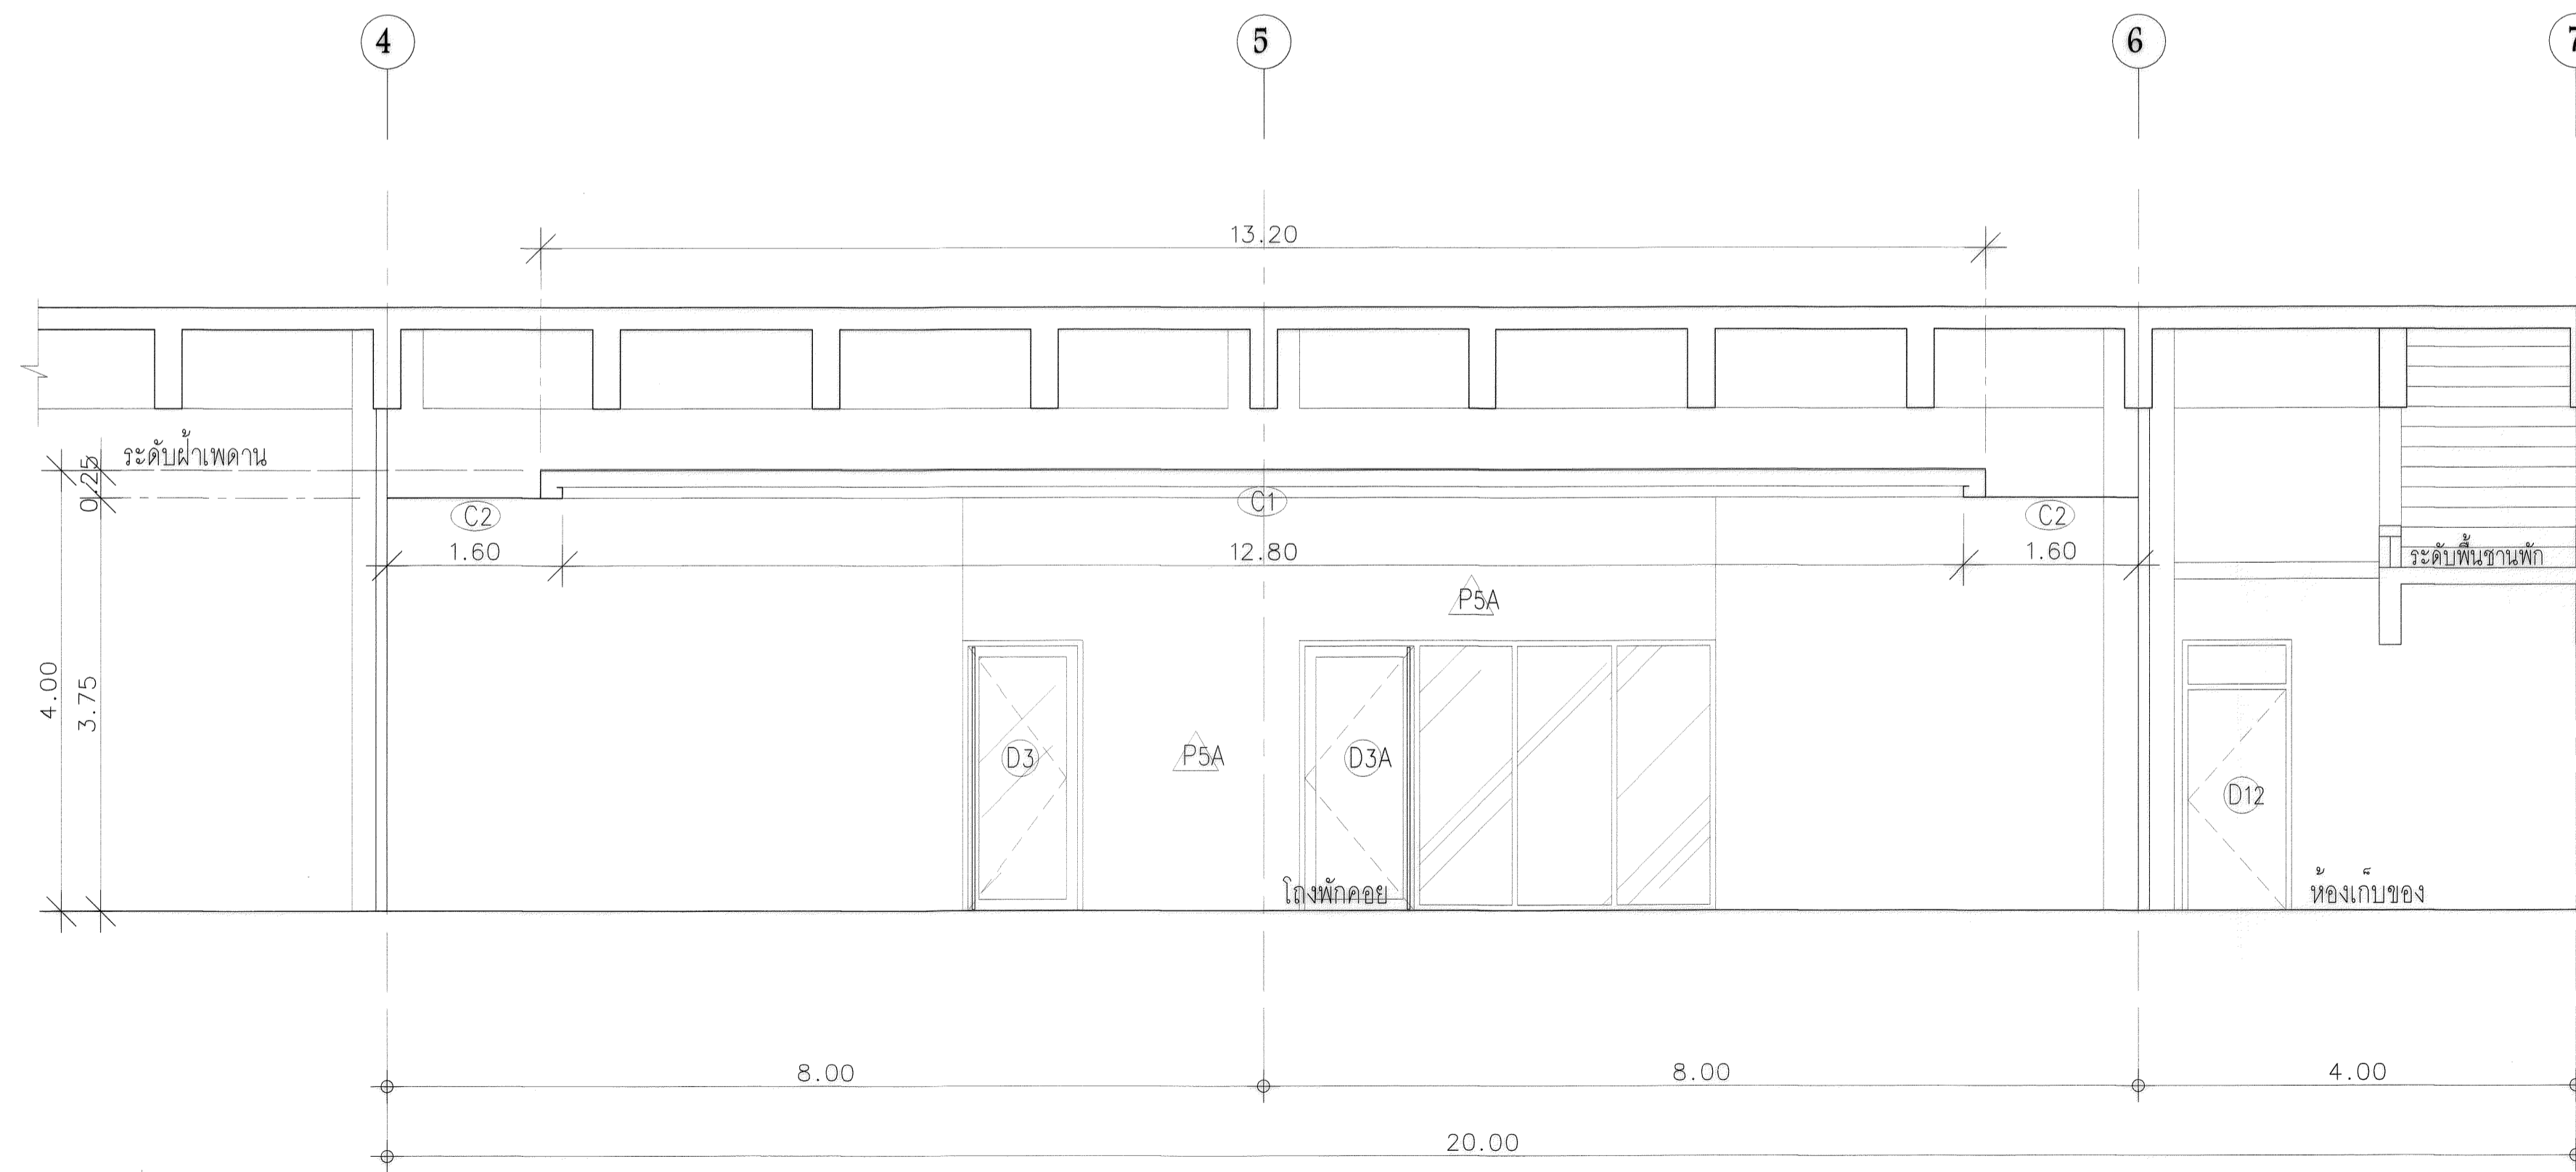 4 5 6 7
13.20
ระดับฝ้าเพดาน
0.25
C2 C1 C2
1.60 12.80 1.60
ระดับพื้นชานพัก
P5A
4.00
3.75
D3 P5A D3A
D12
โถงพักคอย
ห้องเก็บของ
8.00 8.00 4.00
20.00